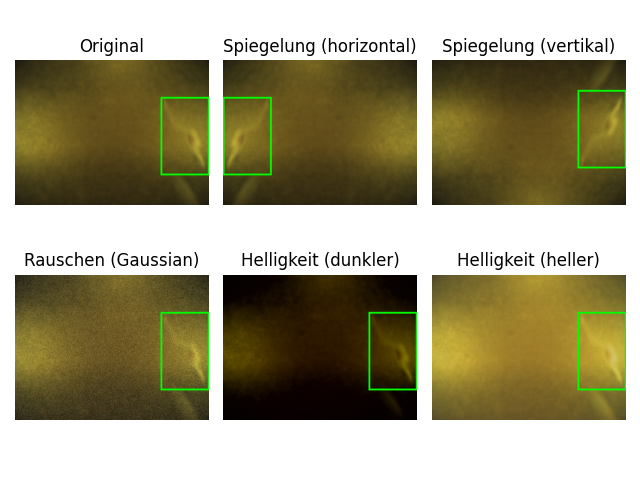 Original
Spiegelung (horizontal)
Spiegelung (vertikal)
Rauschen (Gaussian)
Helligkeit (dunkler)
Helligkeit (heller)